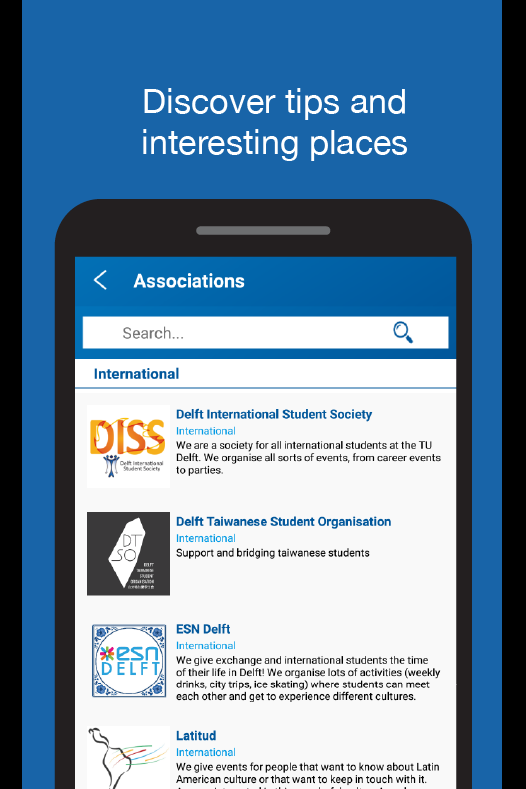 Discover tips and
interesting places
Associations
Search...
International
DISS
Delft International
Student Society
Delft International Student Society
International
We are a society for all international students at the TU
Delft. We organise all sorts of events, from career events
to parties.
DT
SO
DELFT
TAIWANESE
STUDENT
ORGANISATION
Delft Taiwanese Student Organisation
International
Support and bridging taiwanese students
esn
DELFT
ESN Delft
International
We give exchange and international students the time
of their life in Delft! We organise lots of activities (weekly
drinks, city trips, ice skating) where students can meet
each other and get to experience different cultures.
Latitud
International
We give events for people that want to know about Latin
American culture or that want to keep in touch with it.